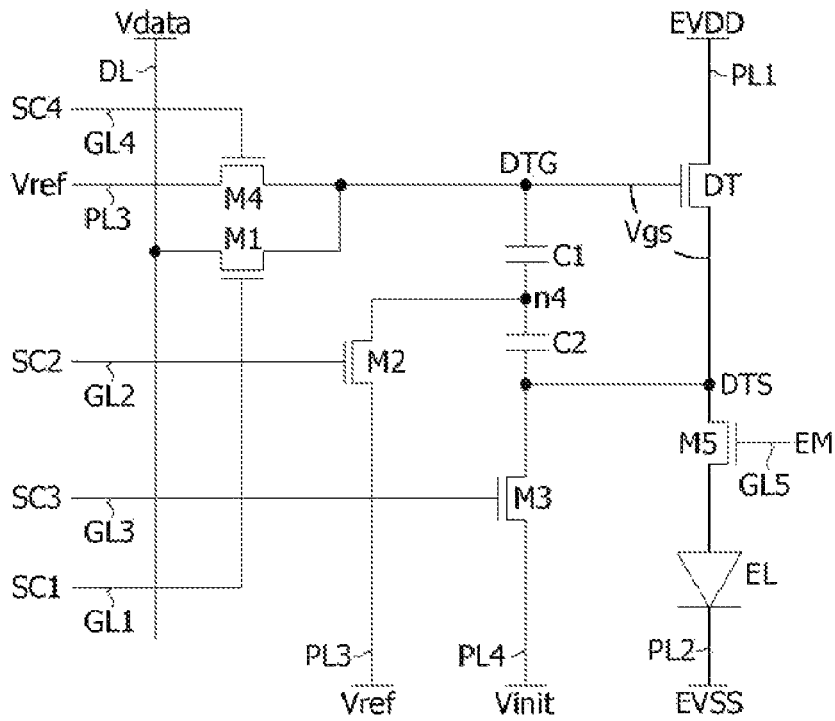 Vdata
EVDD
DL
PL1
SC4
GL4
DTG
DT
Vref
M4
PL3
M1
Vgs
C1
n4
C2
SC2
M2
GL2
DTS
M5
EM
GL5
SC3
M3
GL3
EL
SC1
GL1
PL3
PL4
PL2
Vref
Vinit
EVSS